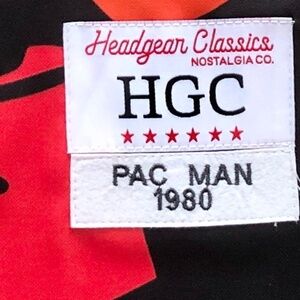 Headgear Classics
NOSTALGIA CO.
HGC
PAC MAN
1980